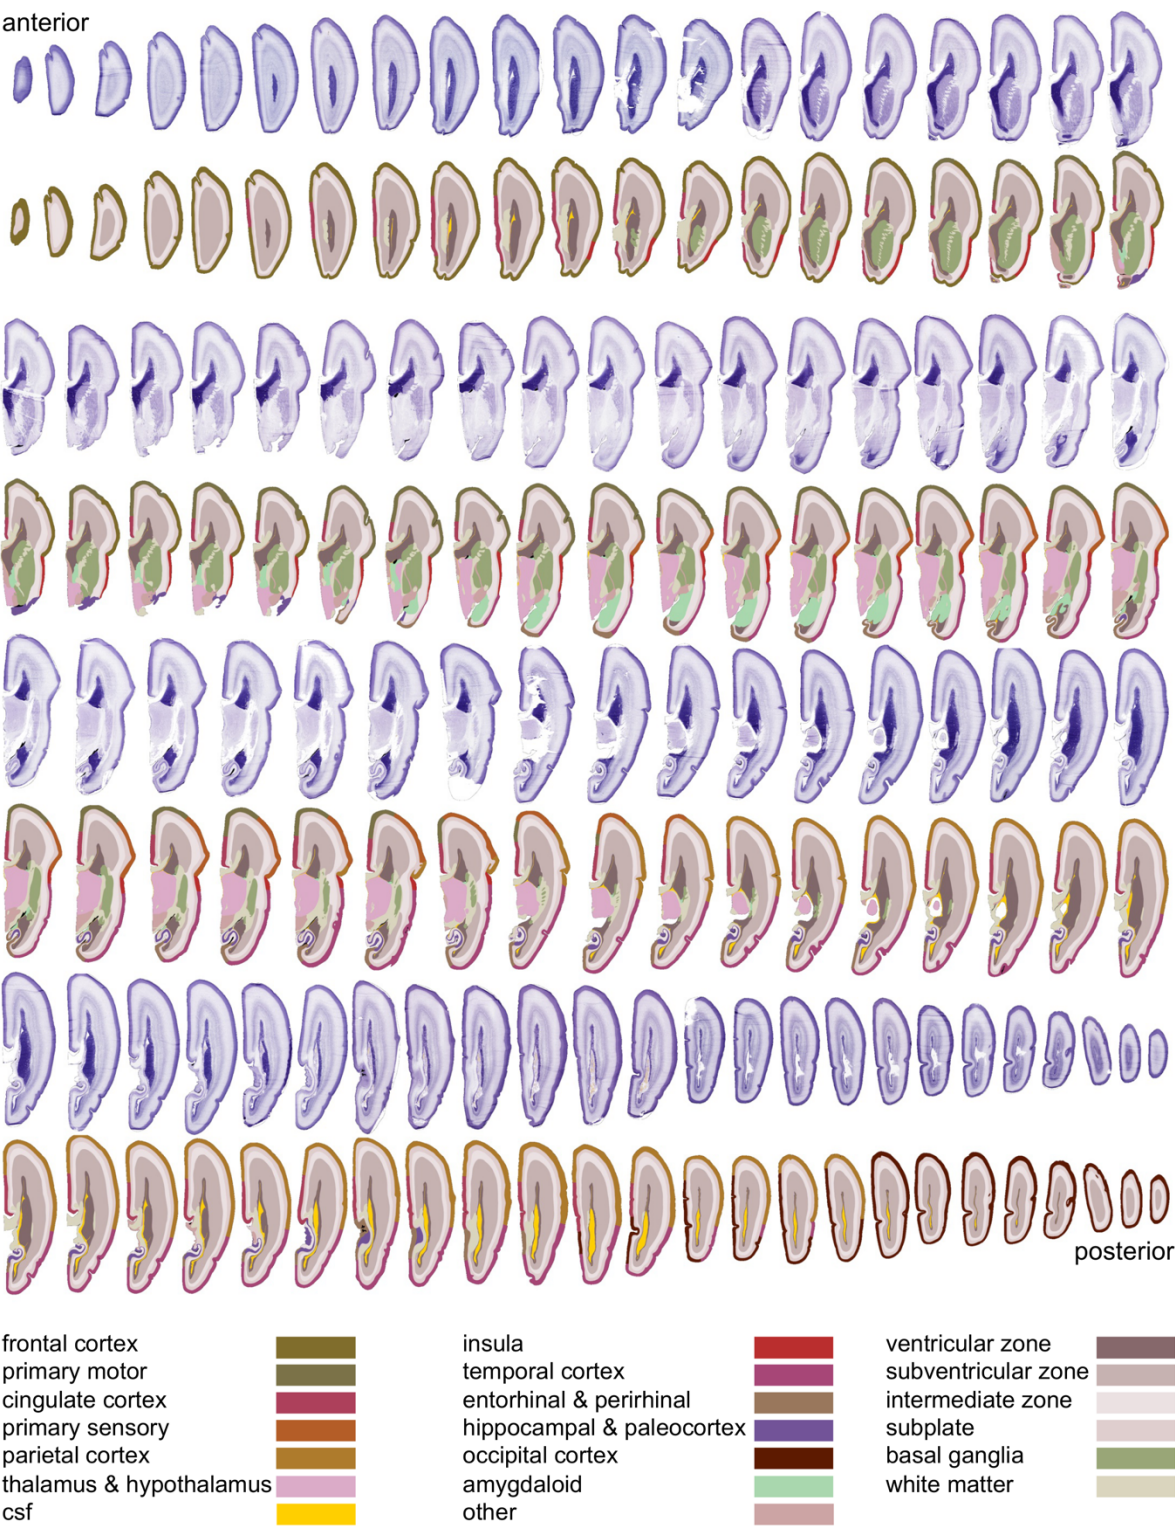 anterior
posterior
frontal cortex
primary motor
cingulate cortex
primary sensory
parietal cortex
thalamus & hypothalamus
csf
insula
temporal cortex
entorhinal & perirhinal
hippocampal & paleocortex
occipital cortex
amygdaloid
other
ventricular zone
subventricular zone
intermediate zone
subplate
basal ganglia
white matter